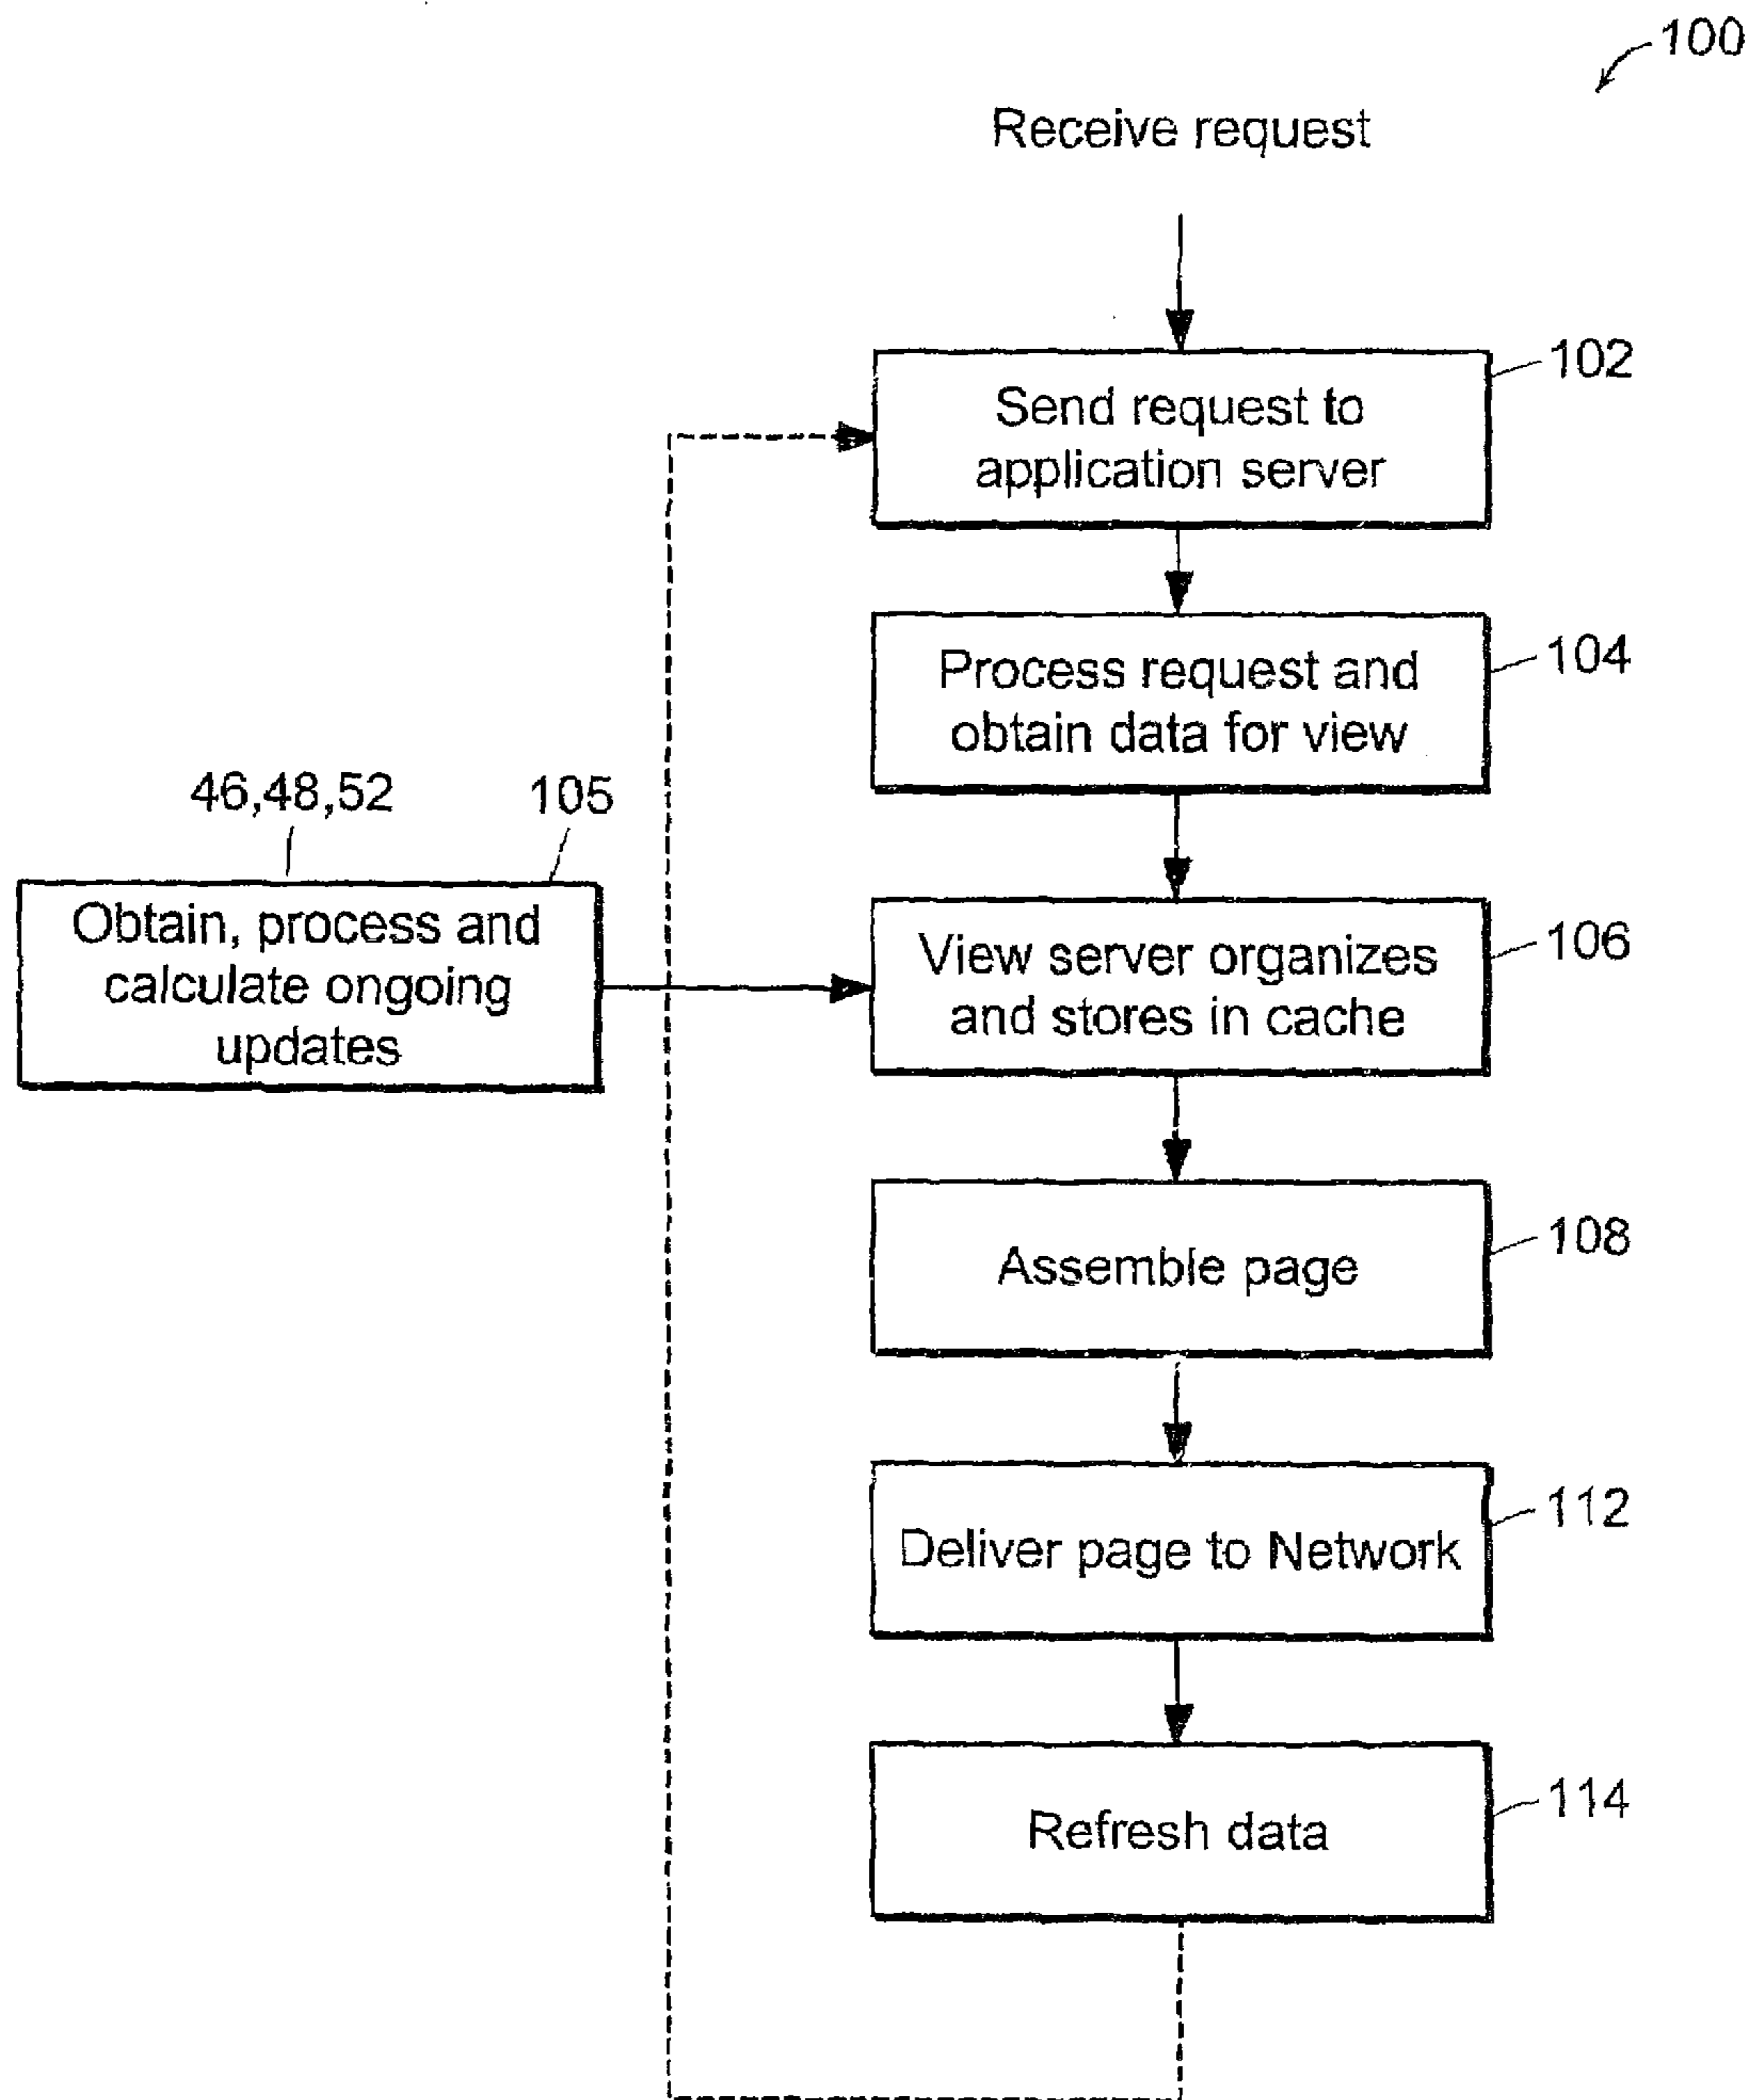 100
Receive request
102
Send request to
application server
104
Process request and
obtain data for view
46,48,52
105
Obtain, process and
calculate ongoing
updates
106
View server organizes
and stores in cache
108
Assemble page
112
Deliver page to Network
114
Refresh data